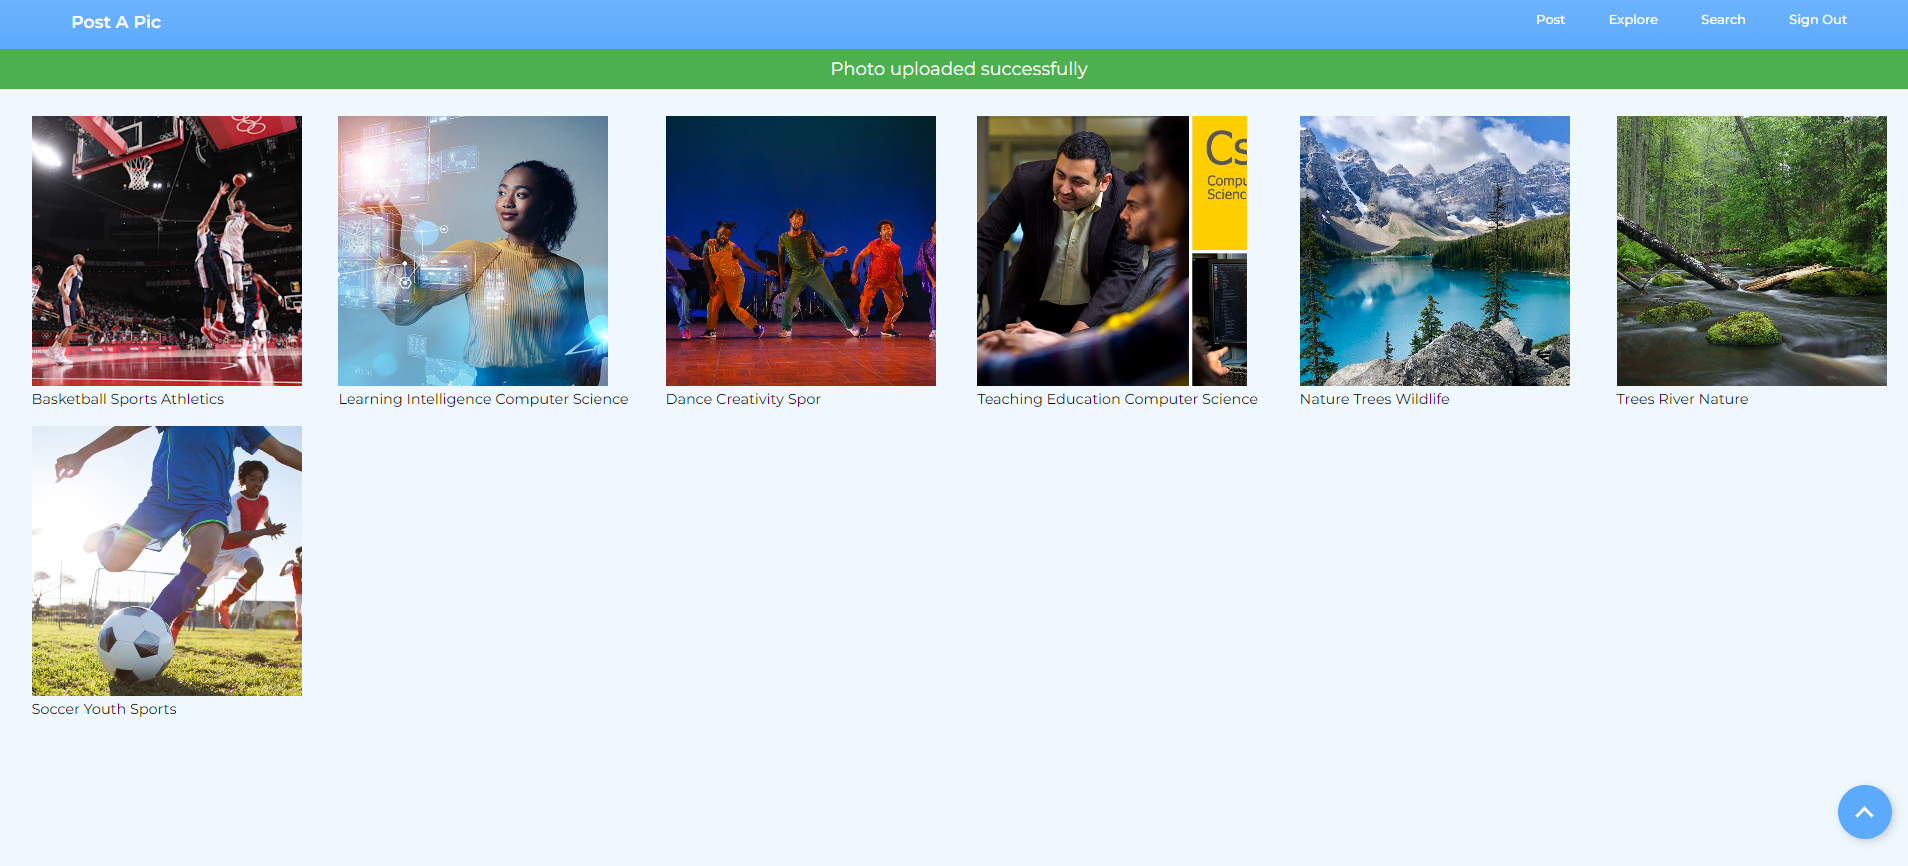 Post A Pic
Post
Explore
Search
Sign Out
Photo uploaded successfully
Cs
Compu
Scienc
Basketball Sports Athletics
Learning Intelligence Computer Science
Dance Creativity Spor
Teaching Education Computer Science
Nature Trees Wildlife
Trees River Nature
Soccer Youth Sports